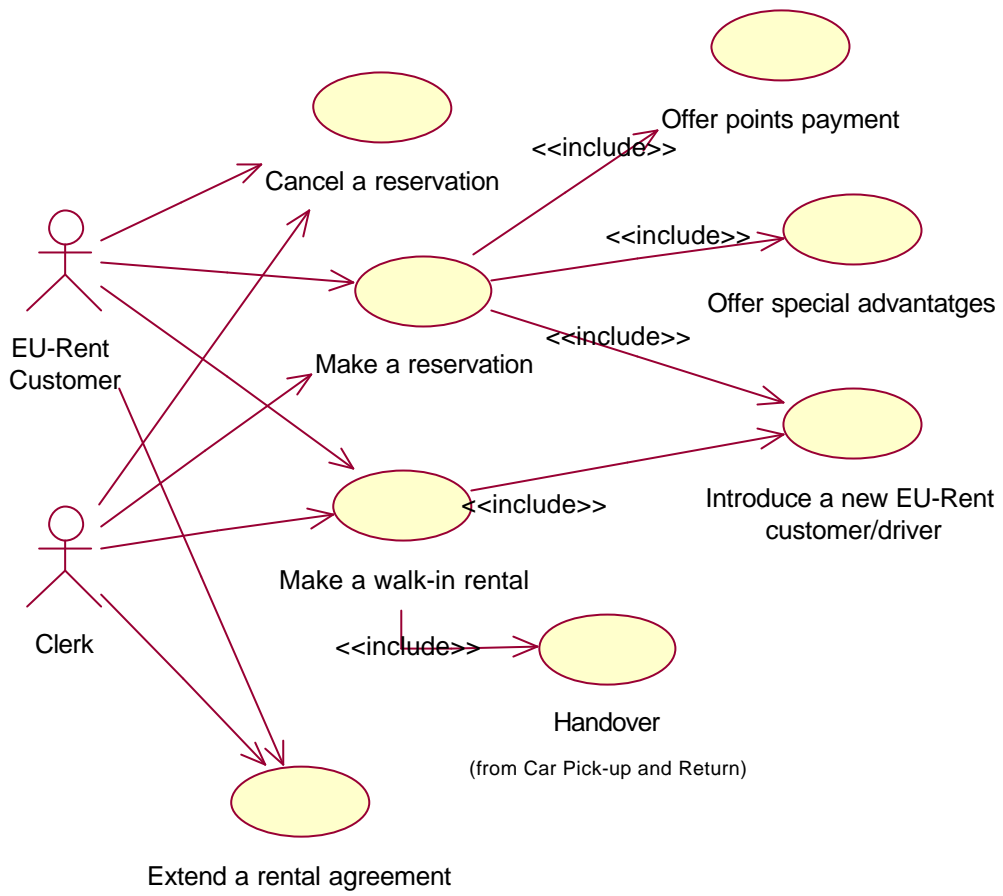 Offer points payment
<<include>>
Cancel a reservation
<<include>>
Offer special advantatges
EU-Rent
Customer
Make a reservation
<<include>>
Introduce a new EU-Rent
customer/driver
<<include>>
Make a walk-in rental
Clerk
<<include>>
Handover
(from Car Pick-up and Return)
Extend a rental agreement